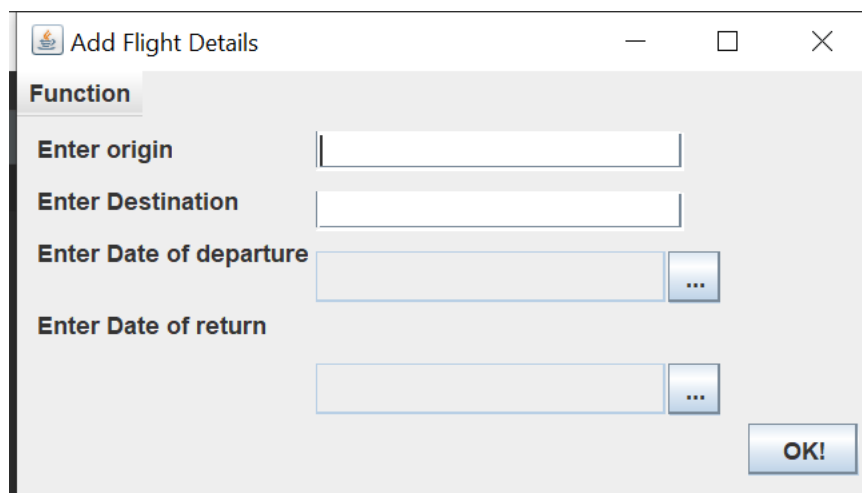 Add Flight Details
Function
Enter origin
Enter Destination
Enter Date of departure
...
Enter Date of return
...
OK!